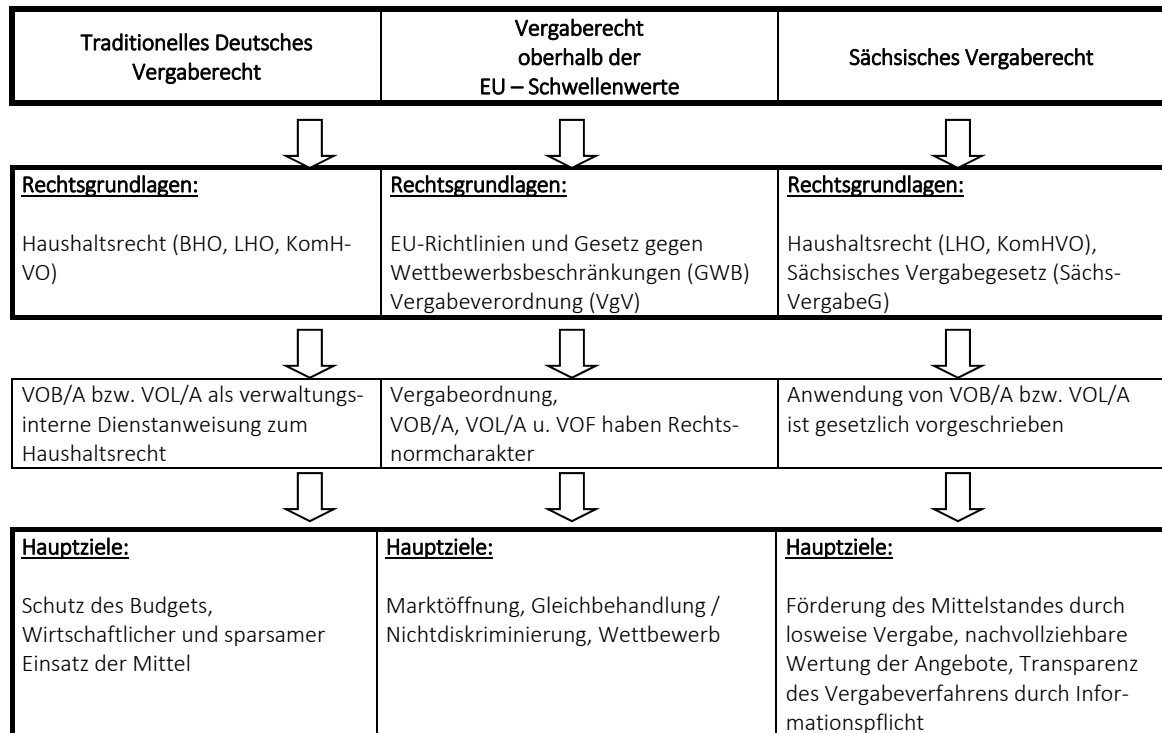 Traditionelles Deutsches
Vergaberecht
Vergaberecht
oberhalb der
EU – Schwellenwerte
Sächsisches Vergaberecht
Rechtsgrundlagen:
Haushaltsrecht (BHO, LHO, KomH-
VO)
Rechtsgrundlagen:
EU-Richtlinien und Gesetz gegen
Wettbewerbsbeschränkungen (GWB)
Vergabeverordnung (VgV)
Rechtsgrundlagen:
Haushaltsrecht (LHO, KomHVO),
Sächsisches Vergabegesetz (Sächs-
VergabeG)
VOB/A bzw. VOL/A als verwaltungs-
interne Dienstanweisung zum
Haushaltsrecht
Vergabeordnung,
VOB/A, VOL/A u. VOF haben Rechts-
normcharakter
Anwendung von VOB/A bzw. VOL/A
ist gesetzlich vorgeschrieben
Hauptziele:
Schutz des Budgets,
Wirtschaftlicher und sparsamer
Einsatz der Mittel
Hauptziele:
Marktöffnung, Gleichbehandlung /
Nichtdiskriminierung, Wettbewerb
Hauptziele:
Förderung des Mittelstandes durch
losweise Vergabe, nachvollziehbare
Wertung der Angebote, Transparenz
des Vergabeverfahrens durch Infor-
mationspflicht